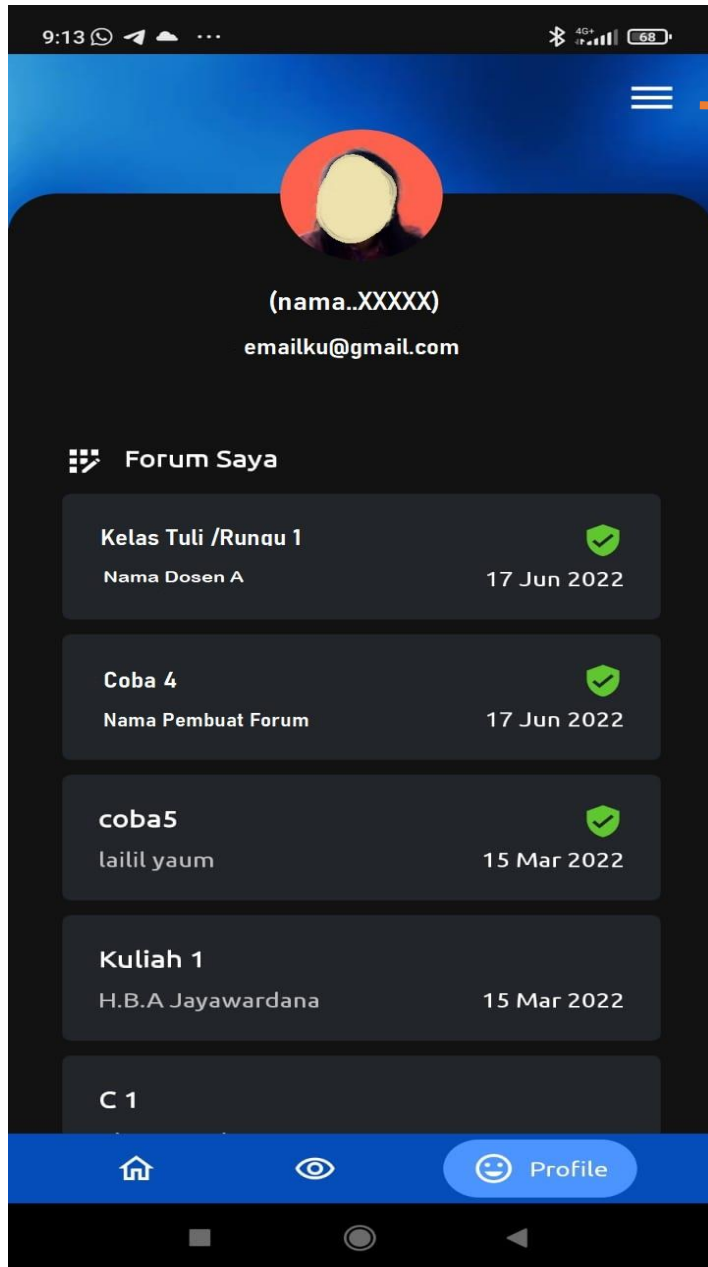 9:13
4G+
68
(nama..XXXXX)
emailku@gmail.com
Forum Saya
Kelas Tuli /Rungu 1
Nama Dosen A
17 Jun 2022
Coba 4
Nama Pembuat Forum
17 Jun 2022
coba5
lailil yaum
15 Mar 2022
Kuliah 1
H.B.A Jayawardana
15 Mar 2022
C 1
Profile